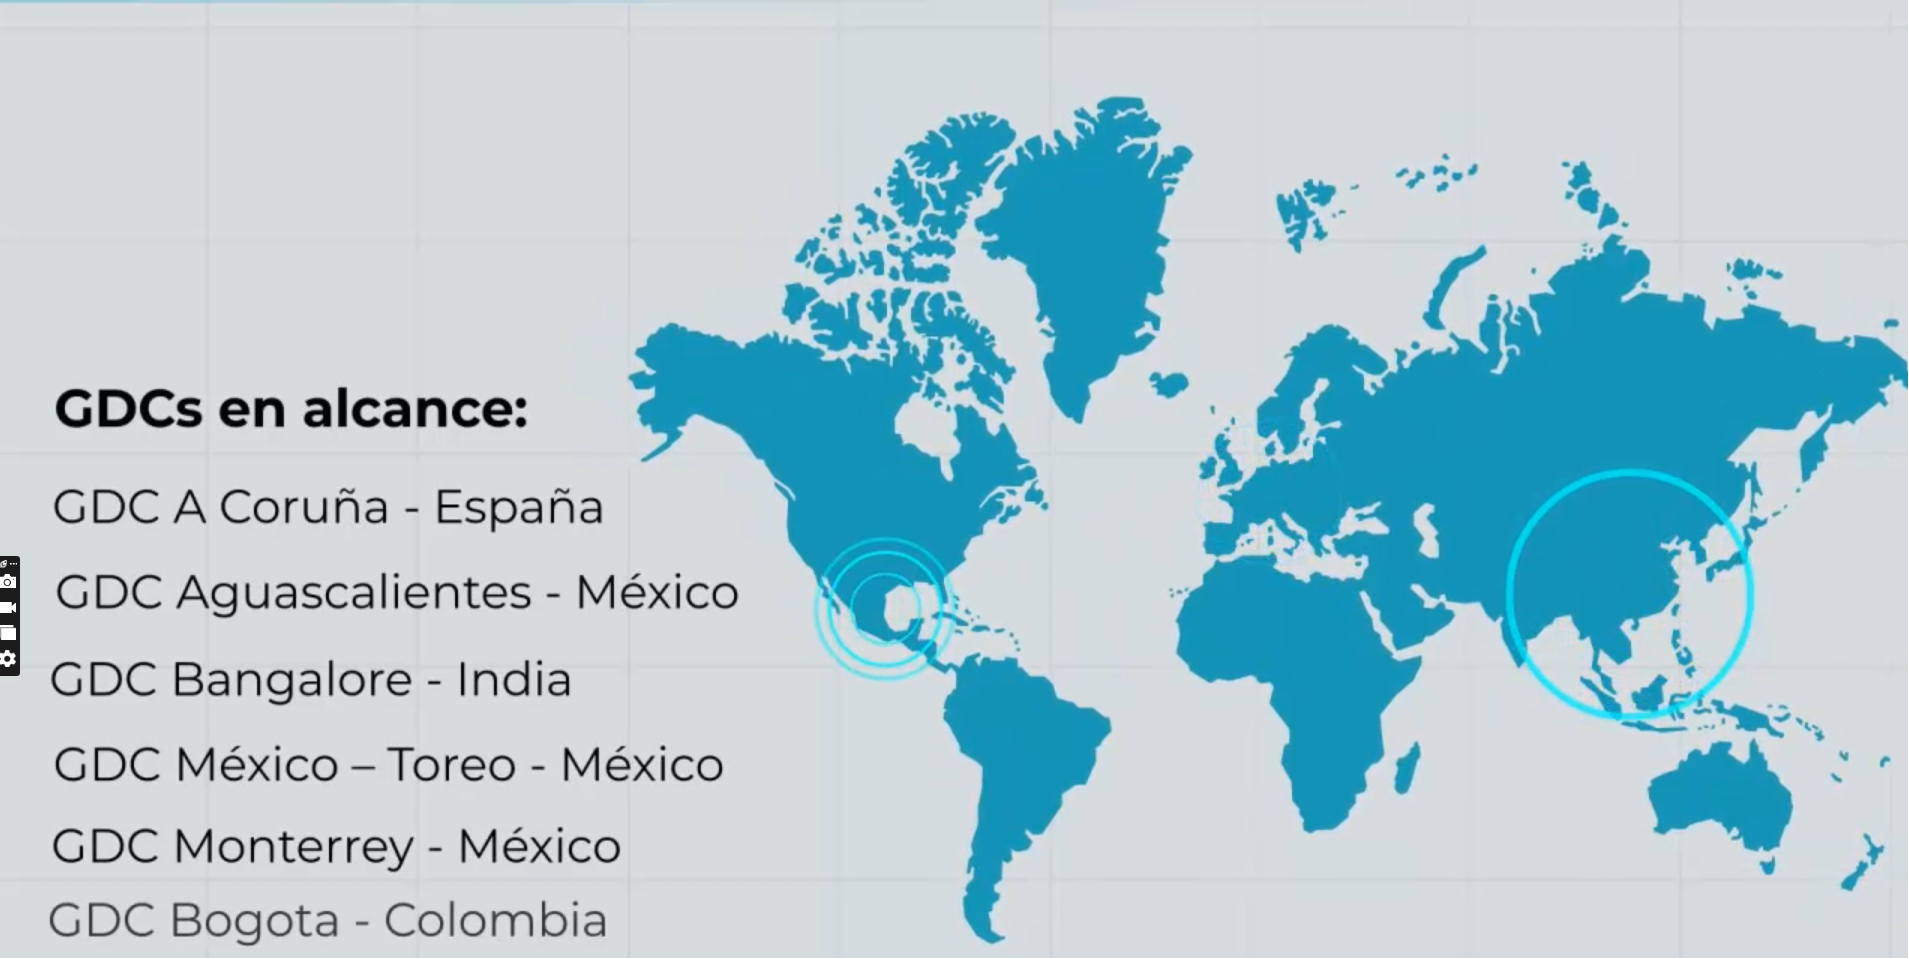 GDCs en alcance:
GDC A Coruña - España
GDC Aguascalientes - México
GDC Bangalore - India
GDC México – Toreo - México
GDC Monterrey - México
GDC Bogota - Colombia